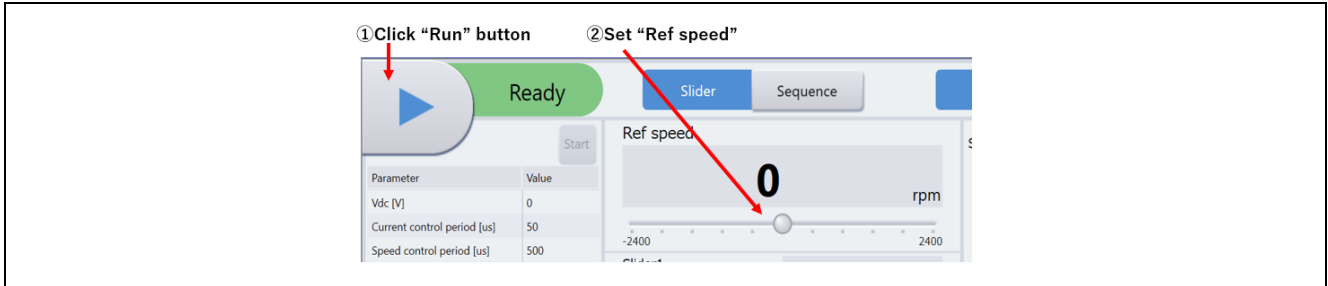 ①Click “Run” button
②Set “Ref speed”
Ready
Slider
Sequence
Start
Ref speed
0
rpm
-2400
2400
Parameter
Value
Vdc [V]
0
Current control period [us]
50
Speed control period [us]
500